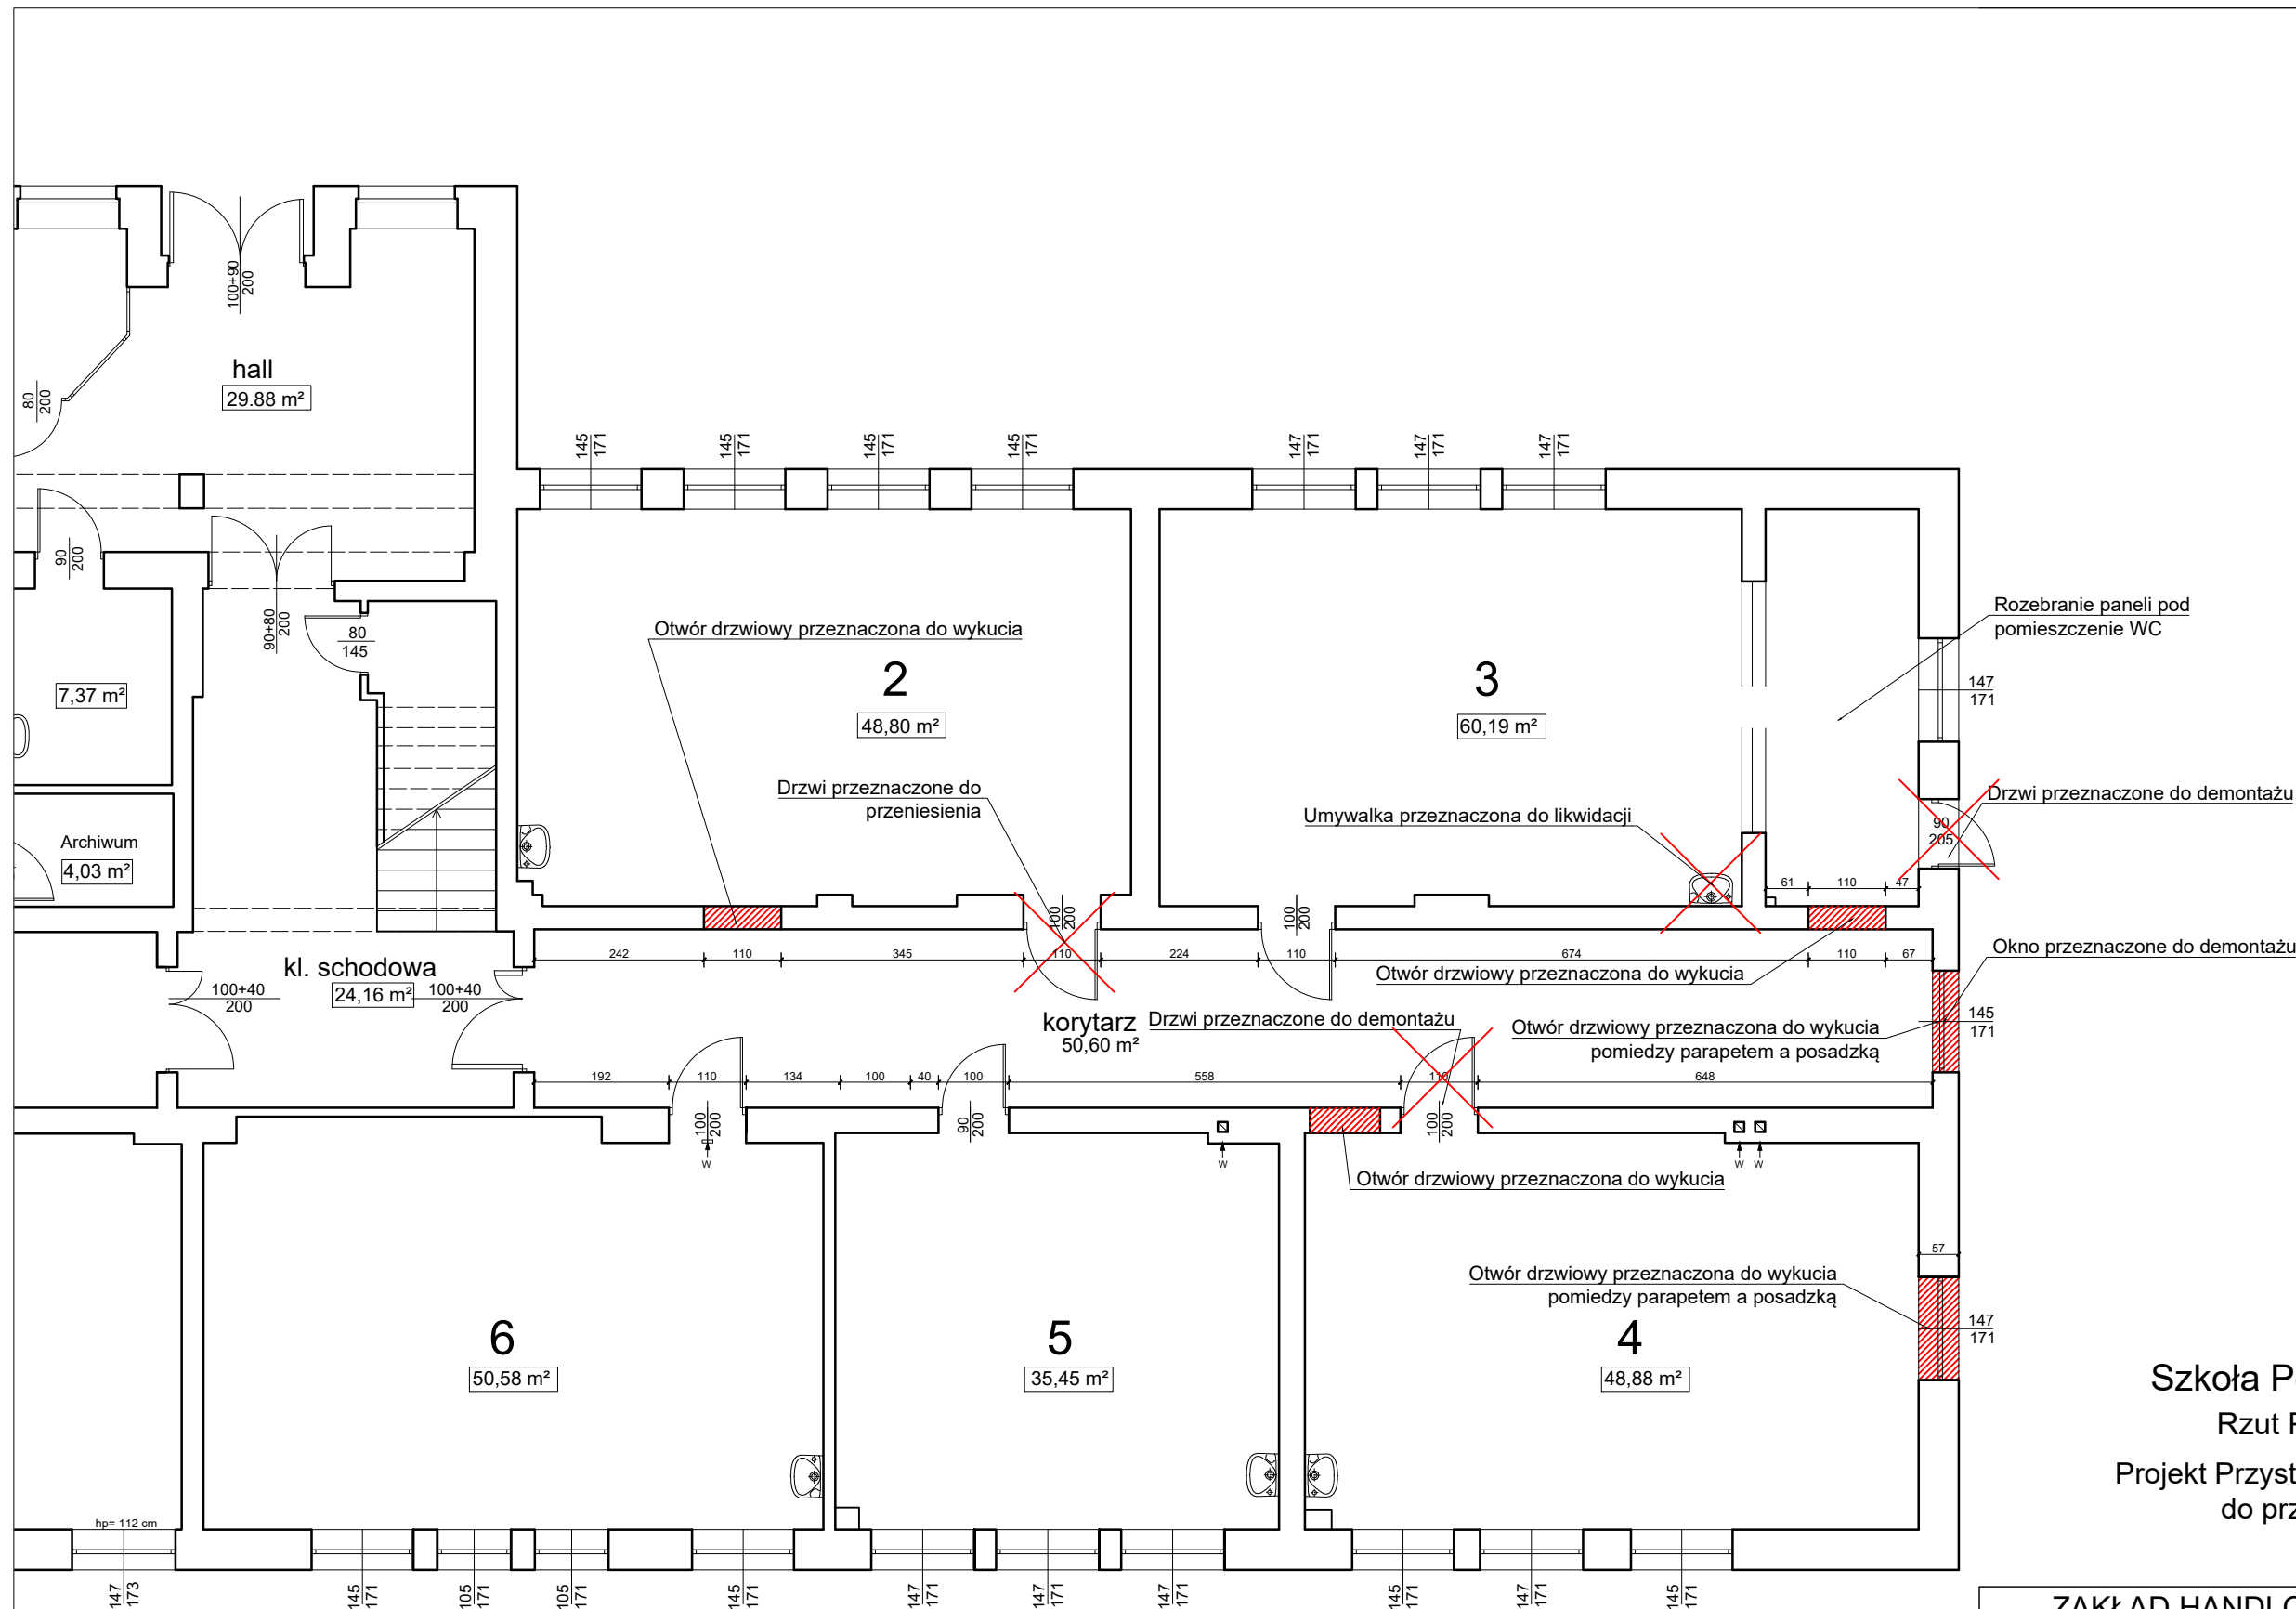 100+90
200
hall
29.88 m²
80
200
90
200
90+80
200
80
145
7,37 m²
Archiwum
4,03 m²
kl. schodowa
24,16 m²
100+40
200
100+40
200
145
171
145
171
145
171
145
171
147
171
147
171
147
171
Otwór drzwiowy przeznaczona do wykucia
2
48,80 m²
Drzwi przeznaczone do
przeniesienia
3
60,19 m²
Umywalka przeznaczona do likwidacji
Rozebranie paneli pod
pomieszczenie WC
147
171
Drzwi przeznaczone do demontażu
90
205
61
110
47
100
200
100
200
242
110
345
110
224
110
674
110
67
Okno przeznaczone do demontażu
Otwór drzwiowy przeznaczona do wykucia
korytarz
50,60 m²
Drzwi przeznaczone do demontażu
Otwór drzwiowy przeznaczona do wykucia
pomiedzy parapetem a posadzką
145
171
192
110
134
100
40
100
558
110
648
100
200
w
90
200
w
100
200
w
w
Otwór drzwiowy przeznaczona do wykucia
57
Otwór drzwiowy przeznaczona do wykucia
pomiedzy parapetem a posadzką
147
171
6
50,58 m²
5
35,45 m²
4
48,88 m²
hp= 112 cm
147
173
145
171
105
171
105
171
145
171
147
171
147
171
147
171
145
171
147
171
145
171
Szkoła P
Rzut
Projekt Przyst
do prz
ZAKŁAD HANDLO